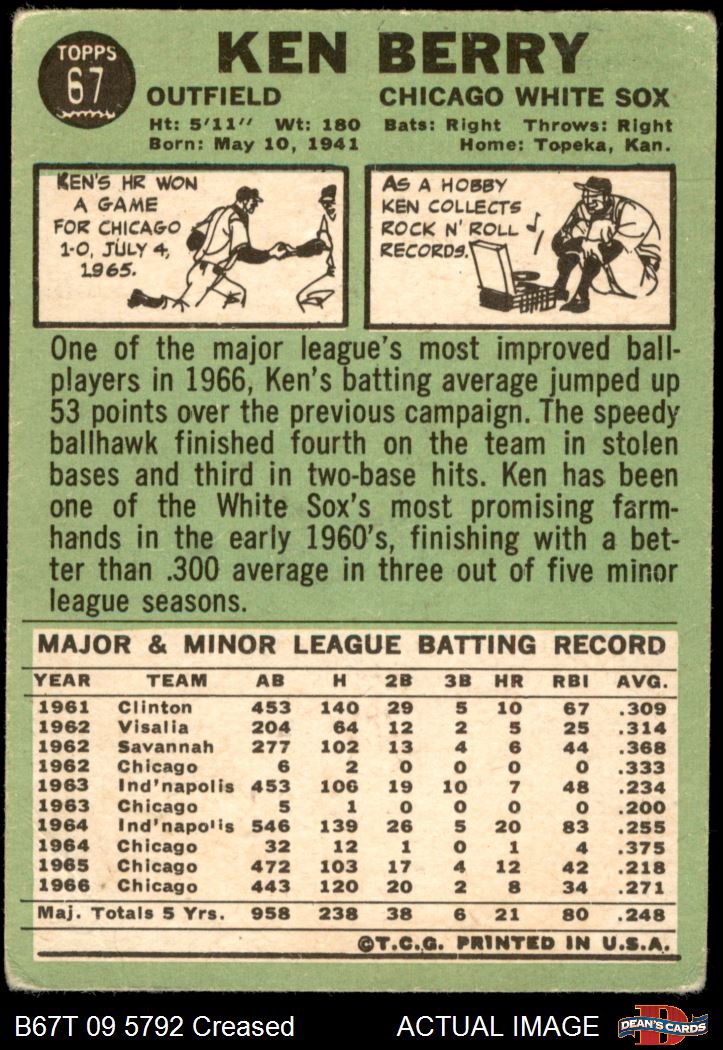 TOPPS
67
KEN BERRY
OUTFIELD CHICAGO WHITE SOX
Ht: 5'11" Wt: 180 Bats: Right Throws: Right
Born: May 10, 1941 Home: Topeka, Kan.
KEN'S HR WON
A GAME
FOR CHICAGO
1-0, JULY 4,
1965.
AS A HOBBY
KEN COLLECTS
ROCK N' ROLL
RECORDS.
One of the major league's most improved ball-
players in 1966, Ken's batting average jumped up
53 points over the previous campaign. The speedy
ballhawk finished fourth on the team in stolen
bases and third in two-base hits. Ken has been
one of the White Sox's most promising farm-
hands in the early 1960's, finishing with a bet-
ter than .300 average in three out of five minor
league seasons.
MAJOR & MINOR LEAGUE BATTING RECORD
YEAR TEAM AB H 2B 3B HR RBI AVG.
1961 Clinton 453 140 29 5 10 67 .309
1962 Visalia 204 64 12 2 5 25 .314
1962 Savannah 277 102 13 4 6 44 .368
1962 Chicago 6 2 0 0 0 0 .333
1963 Ind'napolis 453 106 19 10 7 48 .234
1963 Chicago 5 1 0 0 0 0 .200
1964 Ind'napolis 546 139 26 5 20 83 .255
1964 Chicago 32 12 1 0 1 4 .375
1965 Chicago 472 103 17 4 12 42 .218
1966 Chicago 443 120 20 2 8 34 .271
Maj. Totals 5 Yrs. 958 238 38 6 21 80 .248
©T.C.G. PRINTED IN U.S.A.
B67T 09 5792 Creased ACTUAL IMAGE
D
DEAN'S CARDS